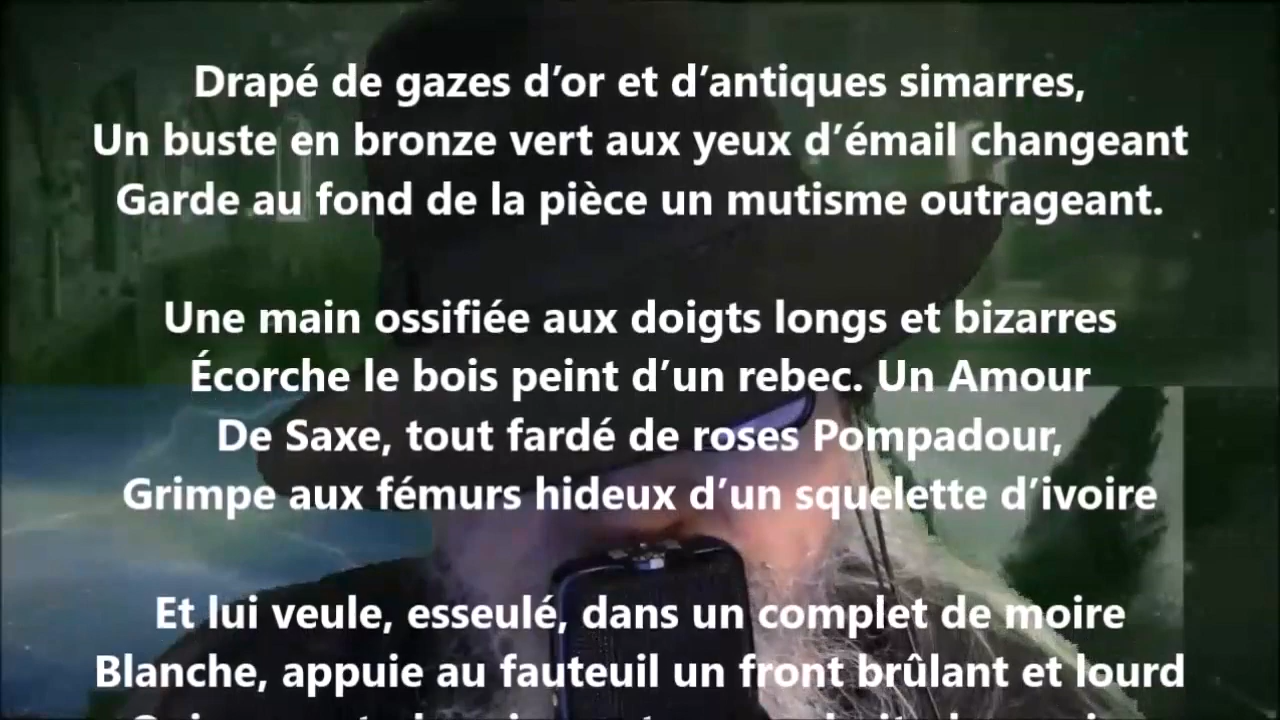 Drapé de gazes d’or et d’antiques simarres,
Un buste en bronze vert aux yeux d’émail changeant
Garde au fond de la pièce un mutisme outrageant.
Une main ossifiée aux doigts longs et bizarres
Écorche le bois peint d’un rebec. Un Amour
De Saxe, tout fardé de roses Pompadour,
Grimpe aux fémurs hideux d’un squelette d’ivoire
Et lui veule, esseulé, dans un complet de moire
Blanche, appuie au fauteuil un front brûlant et lourd